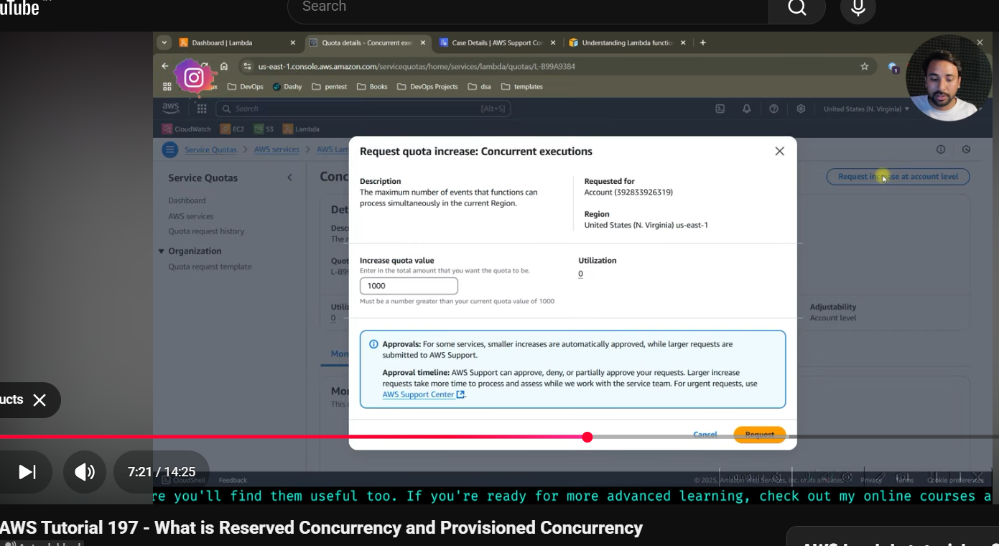 uTube
Search
Dashboard | Lambda
Quota details - Concurrent exe
Case Details | AWS Support Co
Understanding Lambda functio
us-east-1.console.aws.amazon.com/servicequotas/home/services/lambda/quotas/L-B99A9384
1
DevOps
Dashy
pentest
Books
DevOps Projects
dsa
templates
aws
Search
[Alt+S]
United States (N. Virginia)
CloudWatch
EC2
S3
Lambda
Service Quotas > AWS services > AWS Lam
Service Quotas
Dashboard
AWS services
Quota request history
Organization
Quota request template
Conc
Request increase at account level
Det
Desc
The r
Quot
L-B99
Utiliz
0
Adjustability
Account level
Mon
Mor
This
Request quota increase: Concurrent executions
Description
The maximum number of events that functions can
process simultaneously in the current Region.
Requested for
Account (392833926319)
Region
United States (N. Virginia) us-east-1
Increase quota value
Enter in the total amount that you want the quota to be.
1000
Must be a number greater than your current quota value of 1000
Utilization
0
Approvals: For some services, smaller increases are automatically approved, while larger requests are
submitted to AWS Support.
Approval timeline: AWS Support can approve, deny, or partially approve your requests. Larger increase
requests take more time to process and assess while we work with the service team. For urgent requests, use
AWS Support Center.
Cancel
Request
ucts
7:21 / 14:25
CloudShell
Feedback
© 2025, Amazon Web Services, Inc. or its affiliates.
Privacy
Terms
Cookie preferences
re you'll find them useful too. If you're ready for more advanced learning, check out my online courses a
AWS Tutorial 197 - What is Reserved Concurrency and Provisioned Concurrency